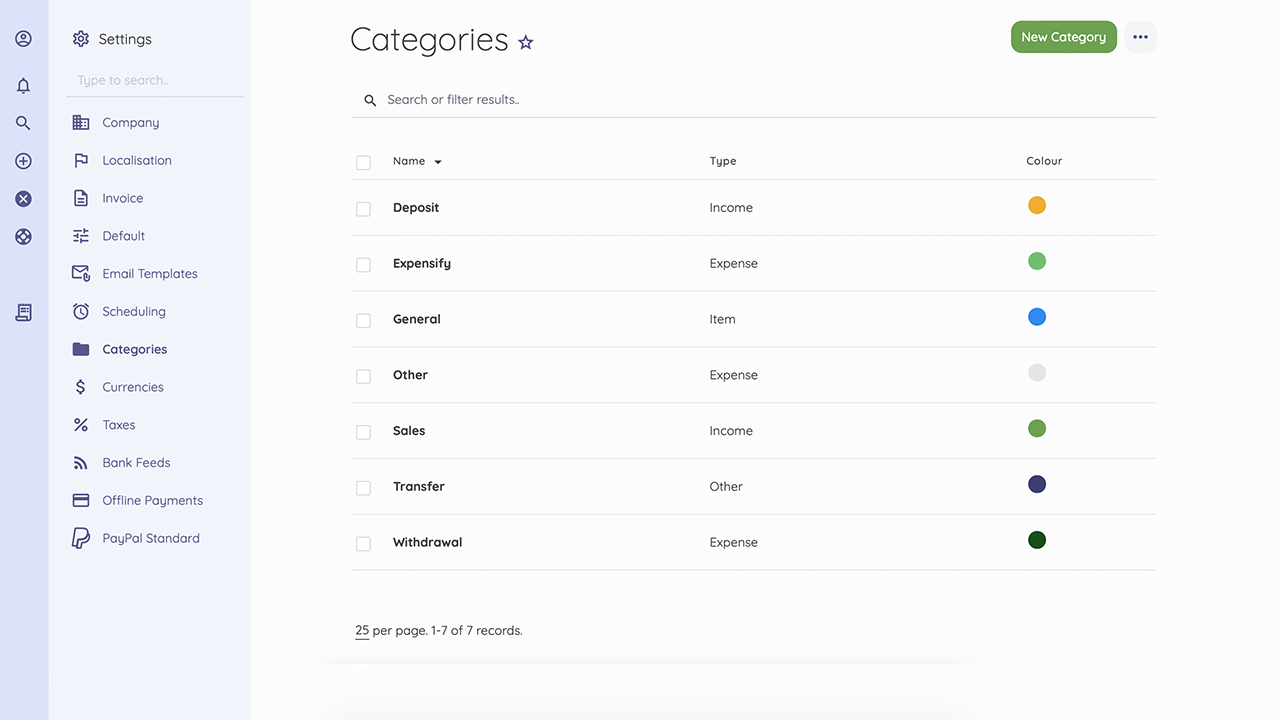 Settings
Type to search..
Company
Localisation
Invoice
Default
Email Templates
Scheduling
Categories
Currencies
Taxes
Bank Feeds
Offline Payments
PayPal Standard
Categories
New Category
Search or filter results..
Name Type Colour
Deposit Income
Expensify Expense
General Item
Other Expense
Sales Income
Transfer Other
Withdrawal Expense
25 per page. 1-7 of 7 records.